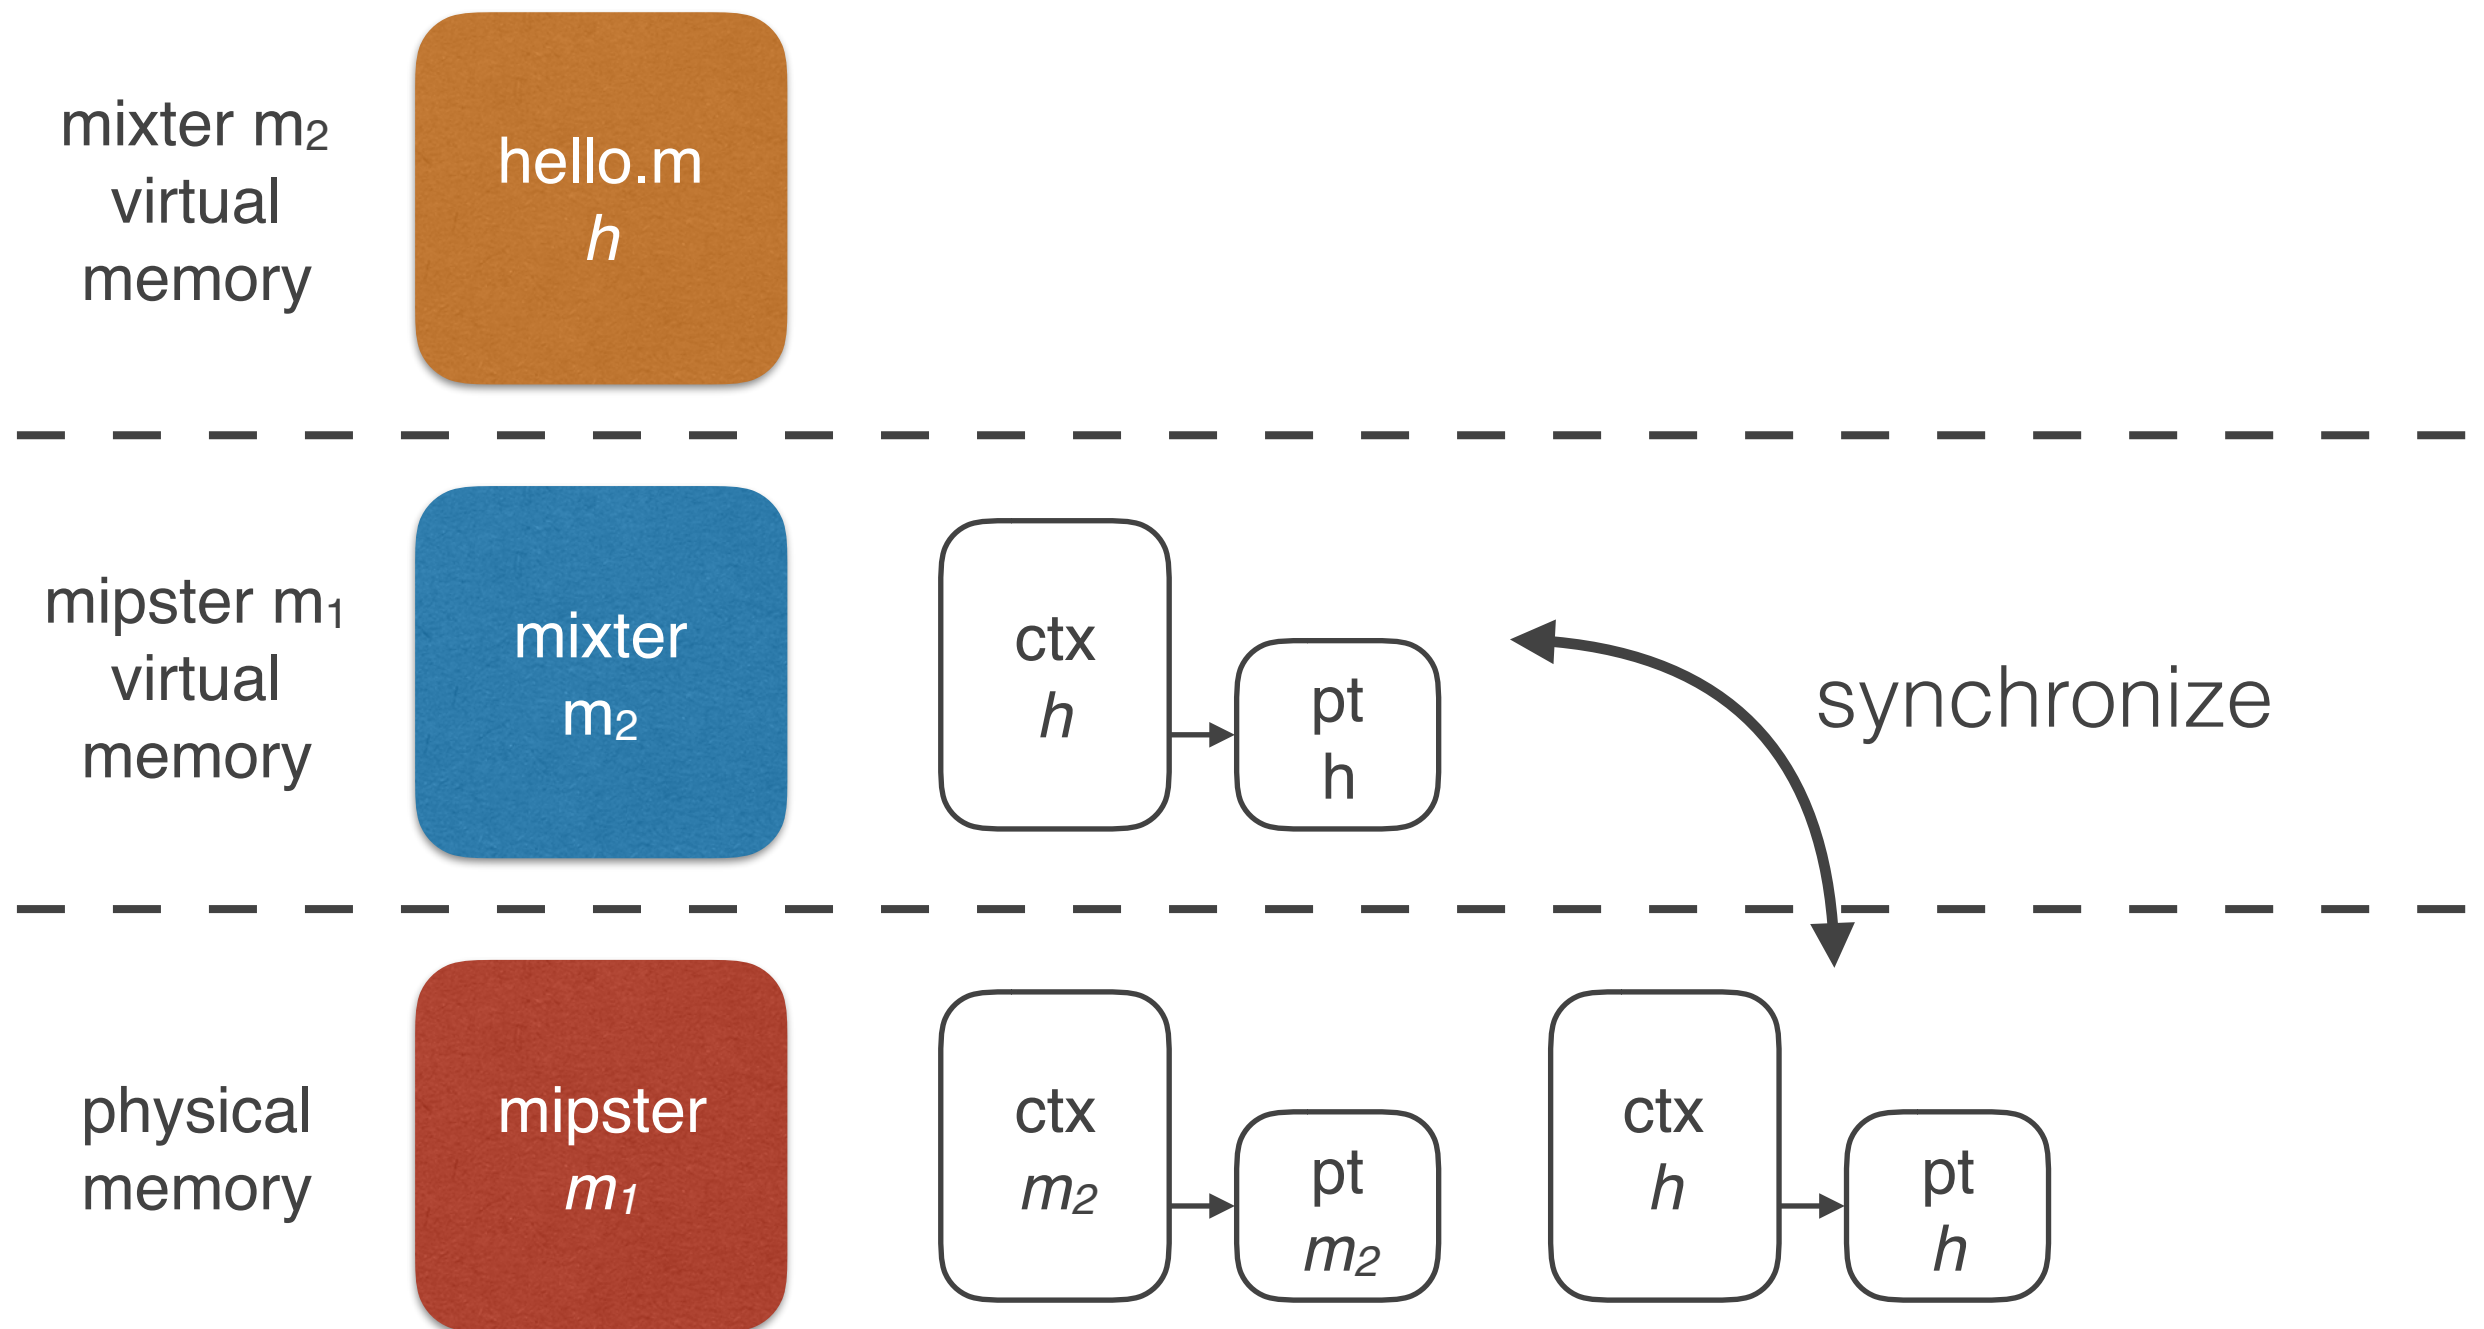 mixter m₂
virtual
memory
hello.m
h
mipster m₁
virtual
memory
mixter
m₂
ctx
h
pt
h
synchronize
physical
memory
mipster
m₁
ctx
m₂
pt
m₂
ctx
h
pt
h